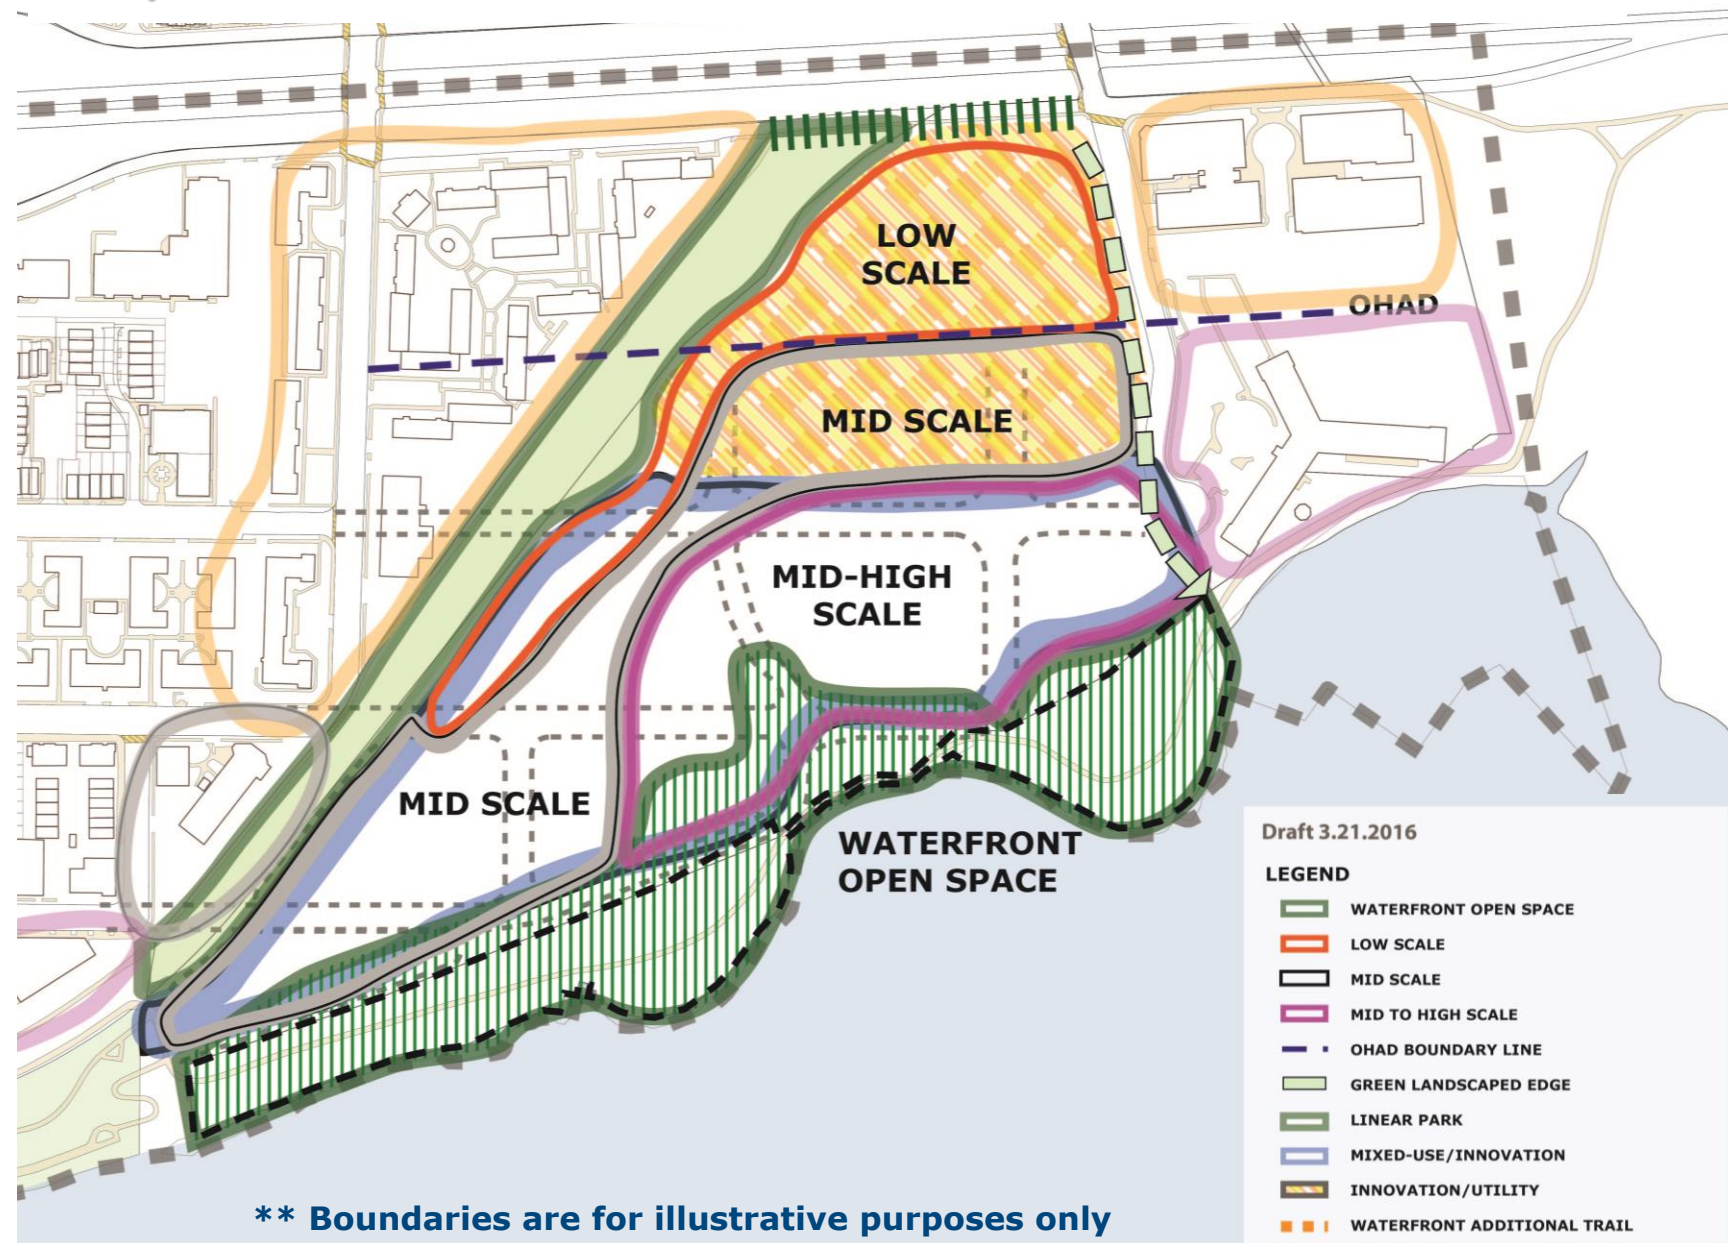 LOW
SCALE
OHAD
MID SCALE
MID-HIGH
SCALE
MID SCALE
WATERFRONT
OPEN SPACE
Draft 3.21.2016
LEGEND
WATERFRONT OPEN SPACE
LOW SCALE
MID SCALE
MID TO HIGH SCALE
OHAD BOUNDARY LINE
GREEN LANDSCAPED EDGE
LINEAR PARK
MIXED-USE/INNOVATION
INNOVATION/UTILITY
WATERFRONT ADDITIONAL TRAIL
** Boundaries are for illustrative purposes only